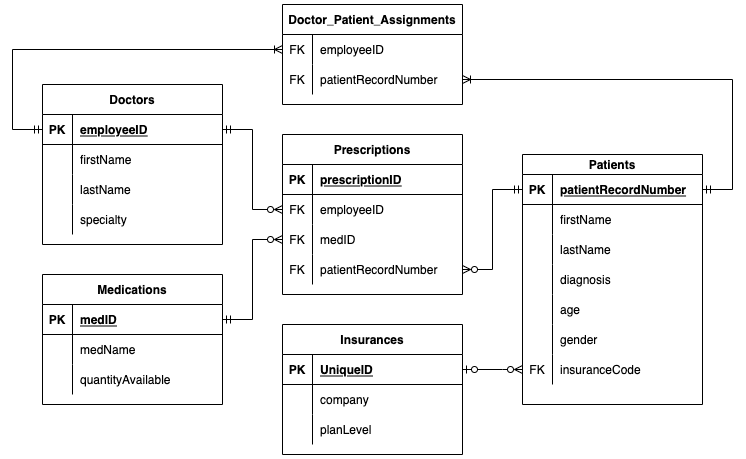 Doctor_Patient_Assignments
FK employeeID
FK patientRecordNumber
Doctors
PK employeeID
firstName
lastName
specialty
Prescriptions
PK prescriptionID
FK employeeID
FK medID
FK patientRecordNumber
Patients
PK patientRecordNumber
firstName
lastName
diagnosis
age
gender
FK insuranceCode
Medications
PK medID
medName
quantityAvailable
Insurances
PK UniqueID
company
planLevel